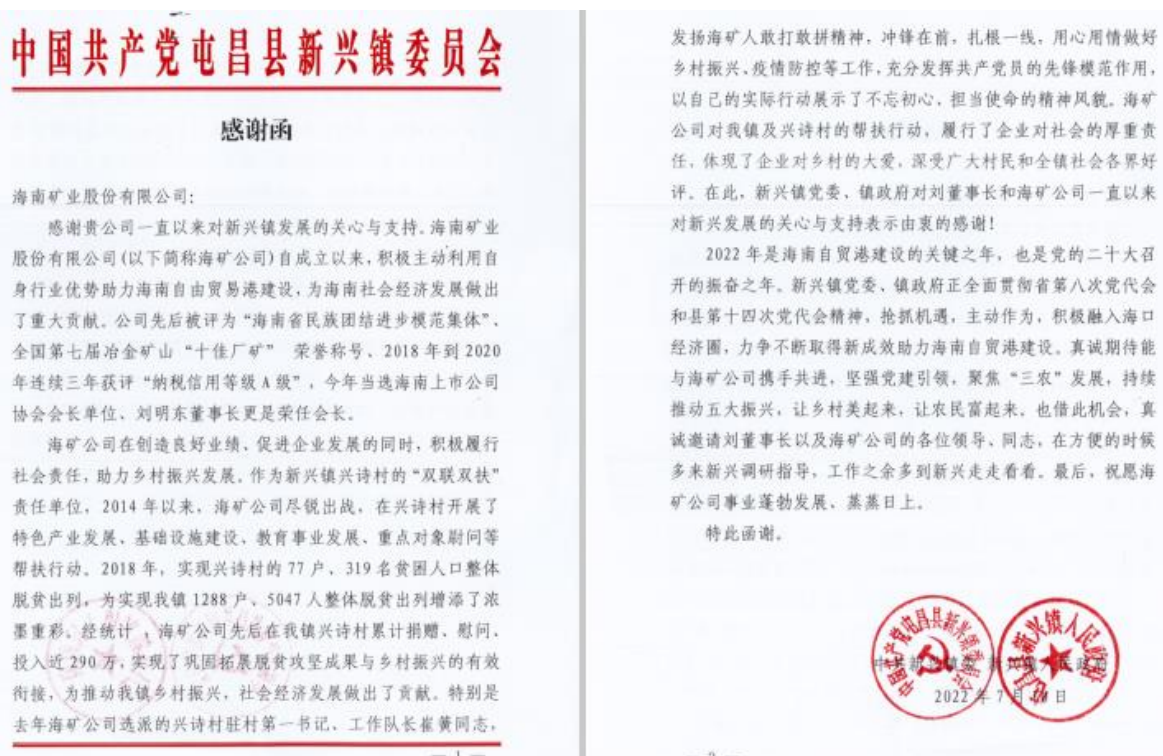 中国共产党屯昌县新兴镇委员会
感谢函
海南矿业股份有限公司:
感谢贵公司一直以来对新兴镇发展的关心与支持。海南矿业
股份有限公司(以下简称海矿公司)自成立以来,积极主动利用自
身行业优势助力海南自由贸易港建设,为海南社会经济发展做出
了重大贡献。公司先后被评为“海南省民族团结进步模范集体”、
全国第七届冶金矿山“十佳厂矿” 荣誉称号、2018年到2020
年连续三年获评“纳税信用等级A级”,今年当选海南上市公司
协会会长单位、刘明东董事长更是荣任会长。
海矿公司在创造良好业绩、促进企业发展的同时,积极履行
社会责任,助力乡村振兴发展。作为新兴镇兴诗村的“双联双扶”
责任单位,2014年以来,海矿公司尽锐出战,在兴诗村开展了
特色产业发展、基础设施建设、教育事业发展、重点对象尉问等
帮扶行动。2018年,实现兴诗村的77户、319名贫困人口整体
脱贫出列,为实现我镇1288户、5047人整体脱贫出列增添了浓
墨重彩。经统计,海矿公司先后在我镇兴诗村累计捐赠、慰问、
投入近290万,实现了巩固拓展脱贫攻坚成果与乡村振兴的有效
衔接,为推动我镇乡村振兴,社会经济发展做出了贡献。特别是
去年海矿公司选派的兴诗村驻村第一书记、工作队长崔黄同志,
— 1 —
发扬海矿人敢打敢拼精神,冲锋在前,扎根一线,用心用情做好
乡村振兴、疫情防控等工作,充分发挥共产党员的先锋模范作用,
以自己的实际行动展示了不忘初心,担当使命的精神风貌。海矿
公司对我镇及兴诗村的帮扶行动,履行了企业对社会的厚重责
任,体现了企业对乡村的大爱,深受广大村民和全镇社会各界好
评。在此,新兴镇党委、镇政府对刘董事长和海矿公司一直以来
对新兴发展的关心与支持表示由衷的感谢!
2022年是海南自贸港建设的关键之年,也是党的二十大召
开的振奋之年。新兴镇党委、镇政府正全面贯彻省第八次党代会
和县第十四次党代会精神,抢抓机遇,主动作为,积极融入海口
经济圈,力争不断取得新成效助力海南自贸港建设。真诚期待能
与海矿公司携手共进,坚强党建引领,聚焦“三农”发展,持续
推动五大振兴,让乡村美起来,让农民富起来。也借此机会,真
诚邀请刘董事长以及海矿公司的各位领导、同志,在方便的时候
多来新兴调研指导,工作之余多到新兴走走看看。最后,祝愿海
矿公司事业蓬勃发展、蒸蒸日上。
特此函谢。
中国共产党屯昌县新兴镇委员会
屯昌县新兴镇人民政府
2022年7月 日